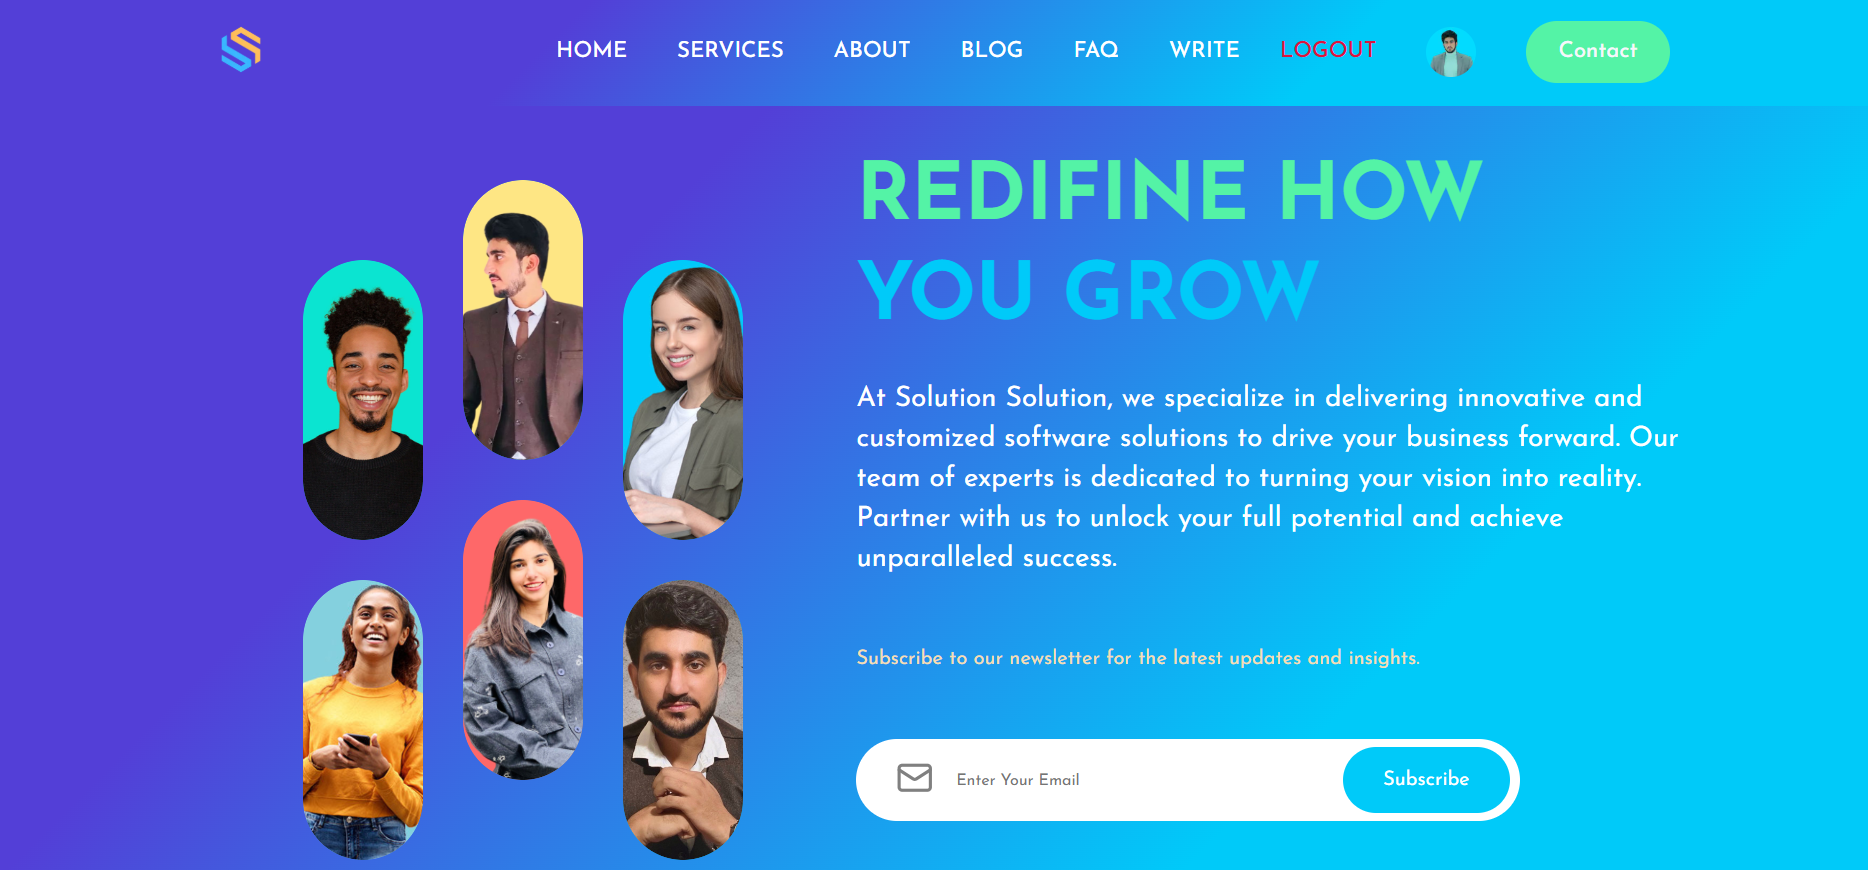 HOME SERVICES ABOUT BLOG FAQ WRITE LOGOUT Contact
REDIFINE HOW
YOU GROW
At Solution Solution, we specialize in delivering innovative and
customized software solutions to drive your business forward. Our
team of experts is dedicated to turning your vision into reality.
Partner with us to unlock your full potential and achieve
unparalleled success.
Subscribe to our newsletter for the latest updates and insights.
Enter Your Email Subscribe